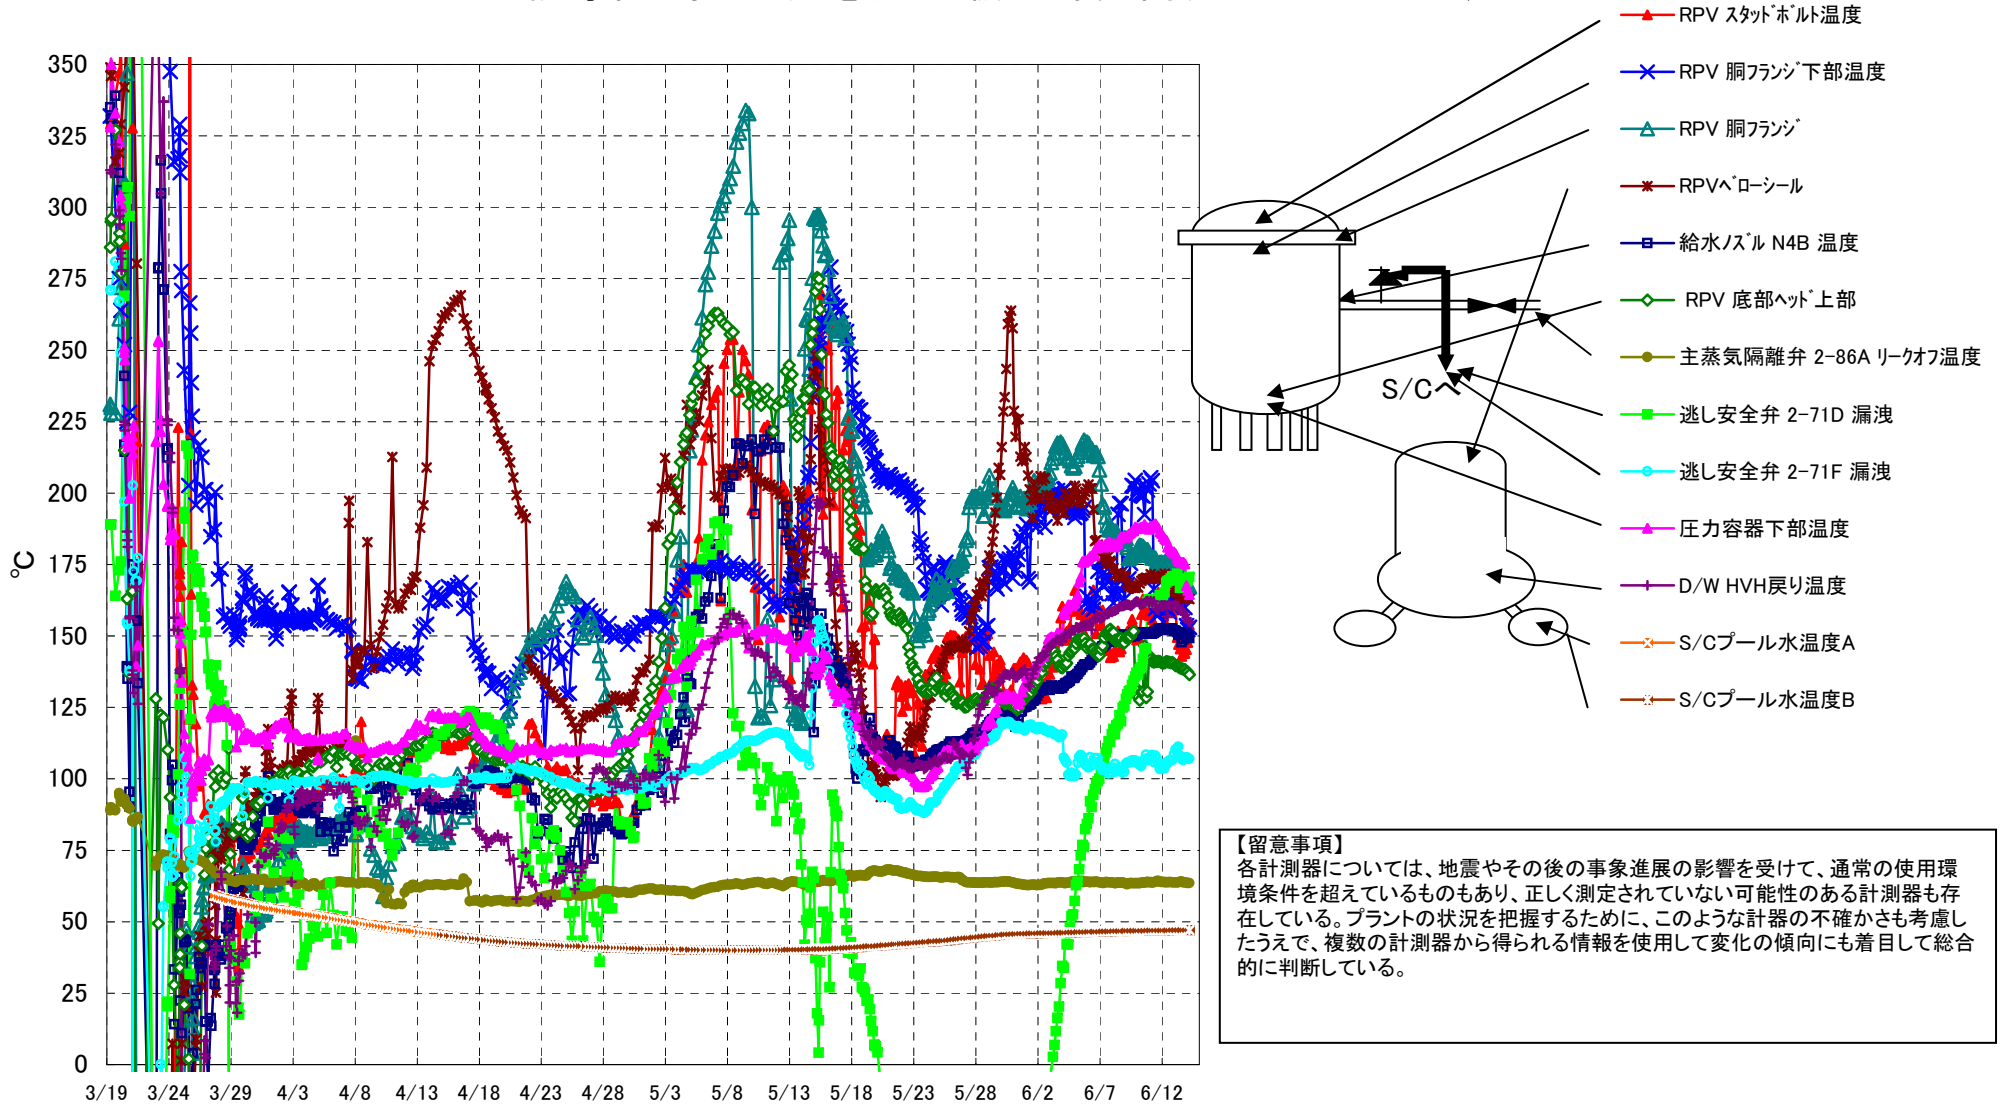 RPV スタッドボルト温度
RPV 胴フランジ下部温度
RPV 胴フランジ
RPVベローシール
給水ノズル N4B 温度
RPV 底部ヘッド上部
主蒸気隔離弁 2-86A リークオフ温度
逃し安全弁 2-71D 漏洩
逃し安全弁 2-71F 漏洩
圧力容器下部温度
D/W HVH戻り温度
S/Cプール水温度A
S/Cプール水温度B
S/Cへ
℃
350
325
300
275
250
225
200
175
150
125
100
75
50
25
0
3/19 3/24 3/29 4/3 4/8 4/13 4/18 4/23 4/28 5/3 5/8 5/13 5/18 5/23 5/28 6/2 6/7 6/12
【留意事項】
各計測器については、地震やその後の事象進展の影響を受けて、通常の使用環
境条件を超えているものもあり、正しく測定されていない可能性のある計測器も存
在している。プラントの状況を把握するために、このような計器の不確かさも考慮し
たうえで、複数の計測器から得られる情報を使用して変化の傾向にも着目して総合
的に判断している。